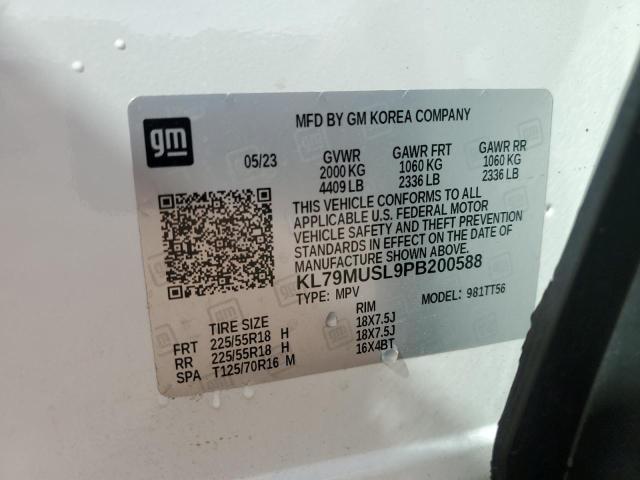 gm
MFD BY GM KOREA COMPANY
05/23 GVWR GAWR FRT GAWR RR
2000 KG 1060 KG 1060 KG
4409 LB 2336 LB 2336 LB
THIS VEHICLE CONFORMS TO ALL
APPLICABLE U.S. FEDERAL MOTOR
VEHICLE SAFETY AND THEFT PREVENTION
STANDARDS IN EFFECT ON THE DATE OF
MANUFACTURE SHOWN ABOVE.
KL79MUSL9PB200588
TYPE: MPV MODEL: 981TT56
TIRE SIZE RIM
FRT 225/55R18 H 18X7.5J
RR 225/55R18 H 18X7.5J
SPA T125/70R16 M 16X4BT